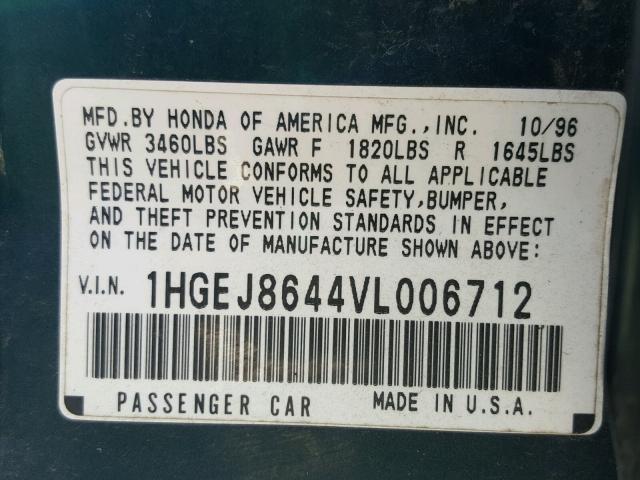 MFD.BY HONDA OF AMERICA MFG.,INC. 10/96
GVWR 3460LBS GAWR F 1820LBS R 1645LBS
THIS VEHICLE CONFORMS TO ALL APPLICABLE
FEDERAL MOTOR VEHICLE SAFETY,BUMPER,
AND THEFT PREVENTION STANDARDS IN EFFECT
ON THE DATE OF MANUFACTURE SHOWN ABOVE:
V.I.N. 1HGEJ8644VL006712
PASSENGER CAR MADE IN U.S.A.